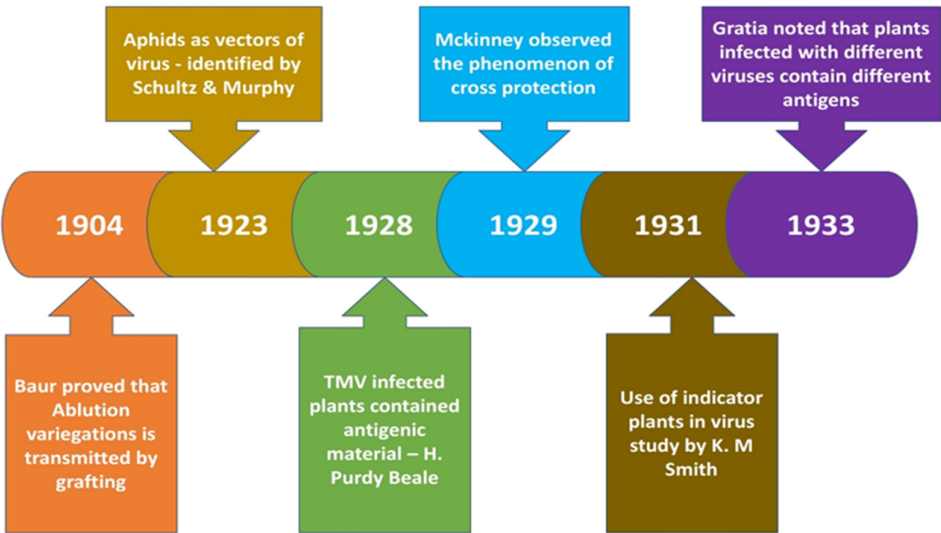 Aphids as vectors of
virus - identified by
Schultz & Murphy
Mckinney observed
the phenomenon of
cross protection
Gratia noted that plants
infected with different
viruses contain different
antigens
1904
1923
1928
1929
1931
1933
Baur proved that
Ablution
variegations is
transmitted by
grafting
TMV infected
plants contained
antigenic
material – H.
Purdy Beale
Use of indicator
plants in virus
study by K. M
Smith